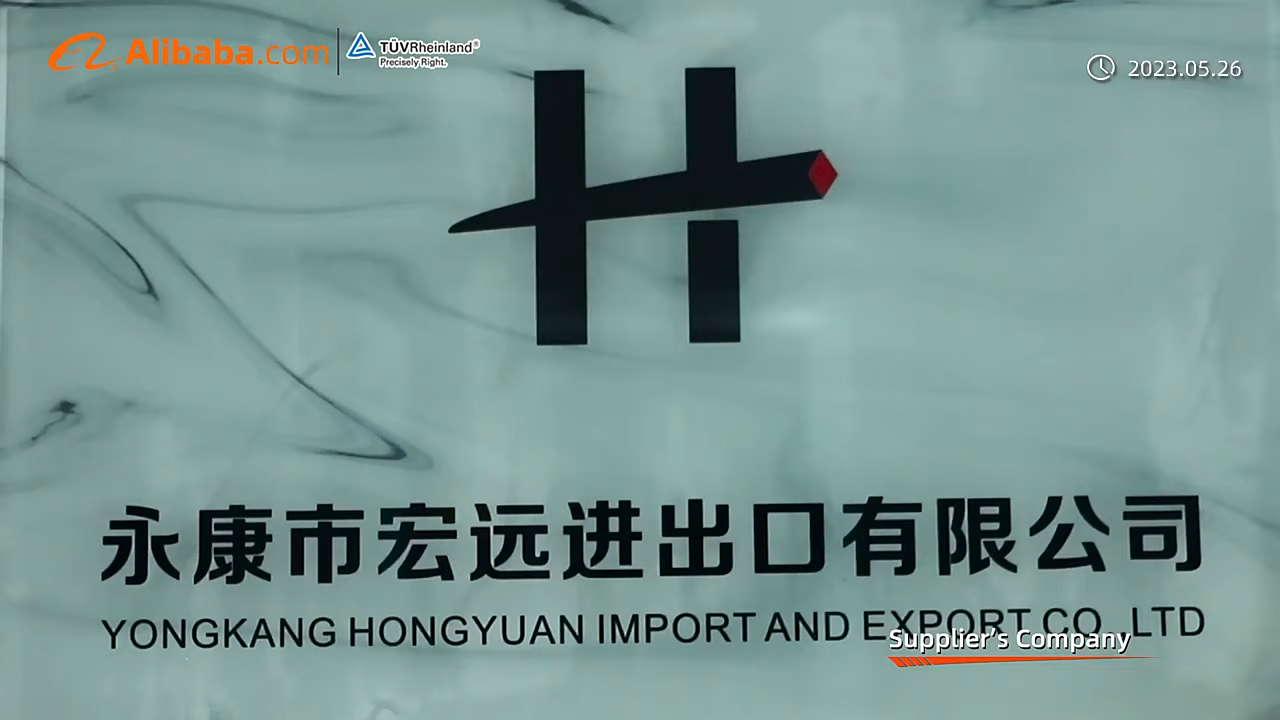 Alibaba.com
TÜVRheinland®
Precisely Right.
2023.05.26
永康市宏远进出口有限公司
YONGKANG HONGYUAN IMPORT AND EXPORT CO.,LTD
Supplier's Company